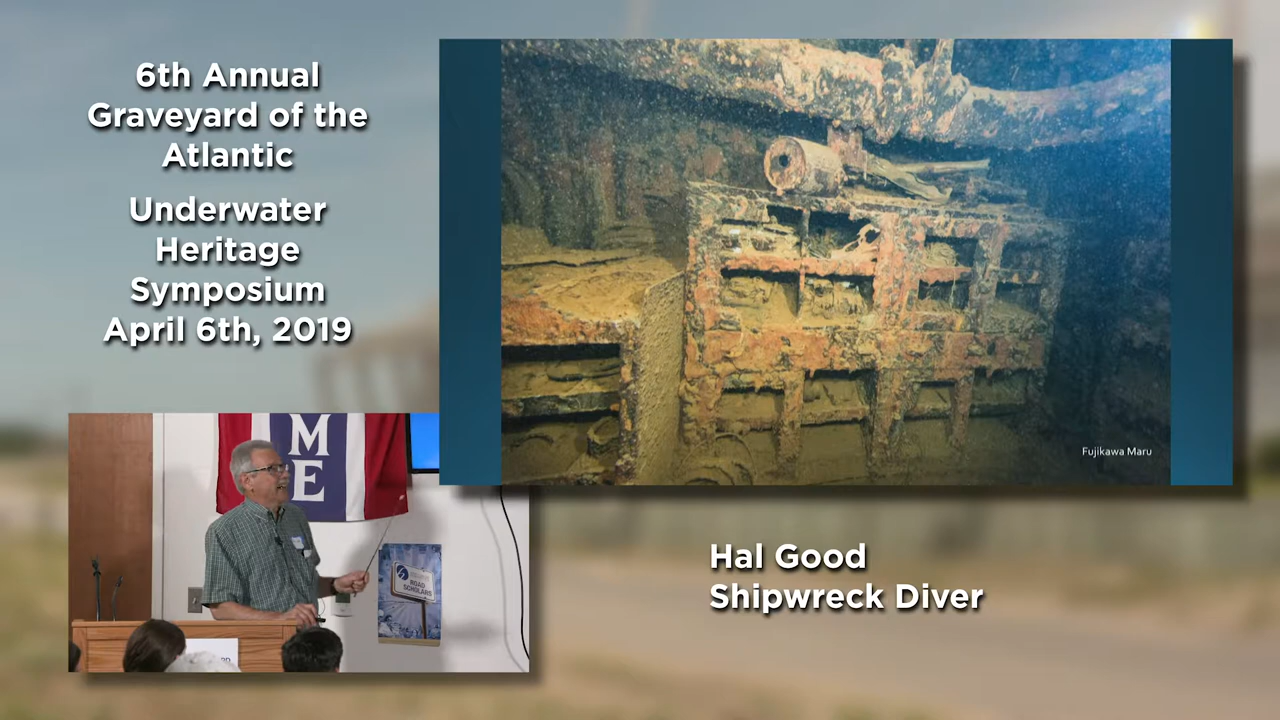 6th Annual
Graveyard of the
Atlantic
Underwater
Heritage
Symposium
April 6th, 2019
Fujikawa Maru
M
E
ROAD
SCHOLARS
Hal Good
Shipwreck Diver